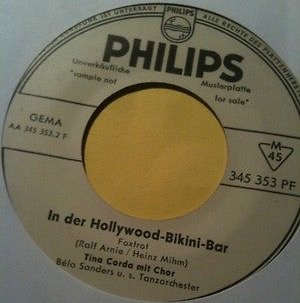 PHILIPS
PHILIPS
Unverkäufliche Musterplatte
"sample not for sale"
GEMA
AA 345 353.2 F
M
45
345 353 PF
In der Hollywood-Bikini-Bar
Foxtrot
(Ralf Arnie / Heinz Mihm)
Tina Corda mit Chor
Béla Sanders u. s. Tanzorchester